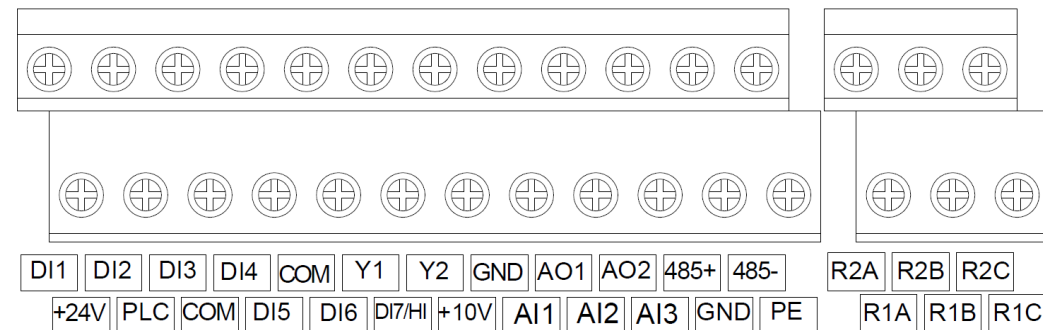 DI1 DI2 DI3 DI4 COM Y1 Y2 GND AO1 AO2 485+ 485- R2A R2B R2C
+24V PLC COM DI5 DI6 DI7/HI +10V AI1 AI2 AI3 GND PE R1A R1B R1C